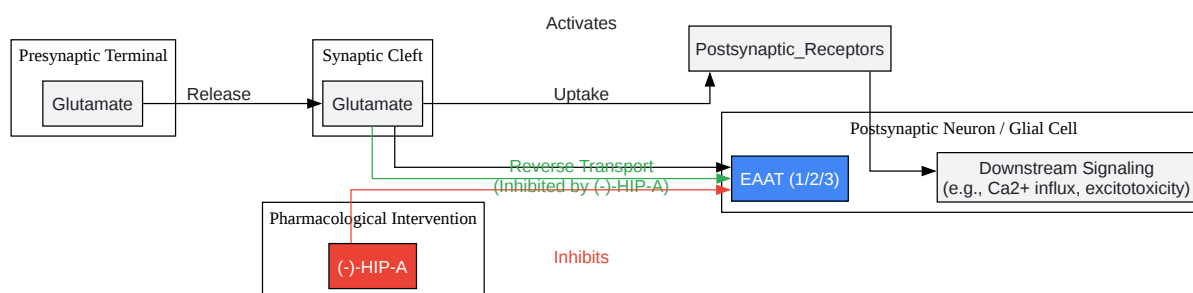 Activates
Presynaptic Terminal
Synaptic Cleft
Postsynaptic_Receptors
Glutamate
Release
Glutamate
Uptake
Postsynaptic Neuron / Glial Cell
Reverse Transport
(Inhibited by (-)-HIP-A)
EAAT (1/2/3)
Downstream Signaling
(e.g., Ca2+ influx, excitotoxicity)
Pharmacological Intervention
(-)-HIP-A
Inhibits